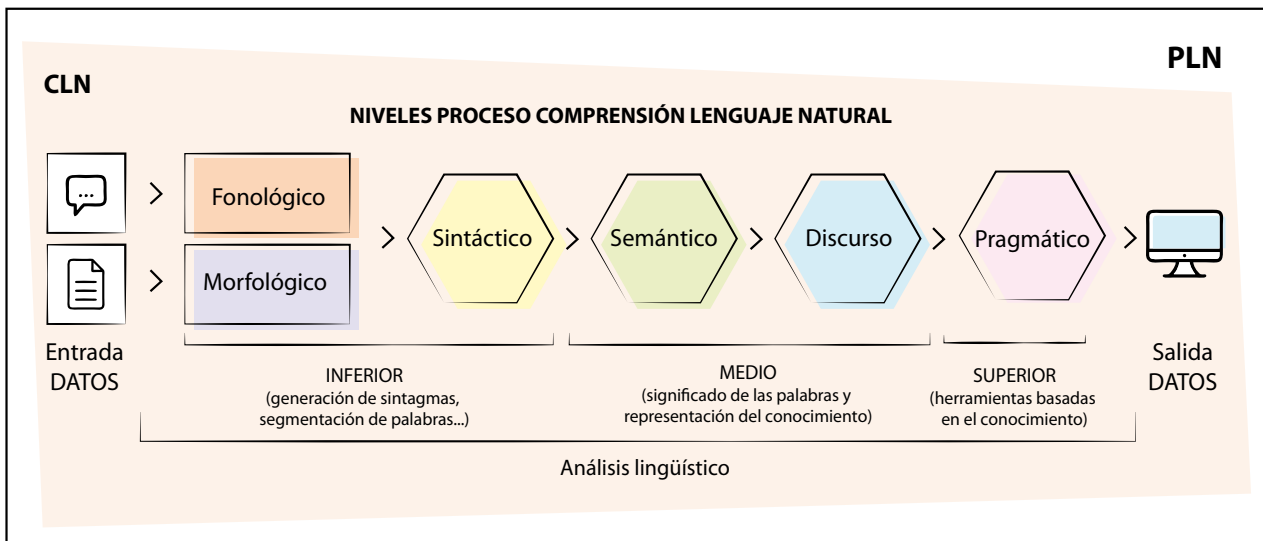 PLN
CLN
NIVELES PROCESO COMPRENSIÓN LENGUAJE NATURAL
Fonológico
Morfológico
Sintáctico
Semántico
Discurso
Pragmático
Entrada
DATOS
INFERIOR
(generación de sintagmas,
segmentación de palabras...)
MEDIO
(significado de las palabras y
representación del conocimiento)
SUPERIOR
(herramientas basadas
en el conocimiento)
Salida
DATOS
Análisis lingüístico